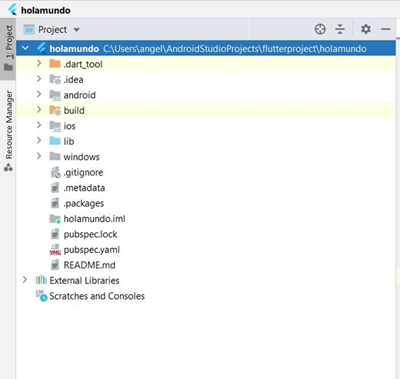 holamundo
Project
1: Project
Resource Manager
holamundo C:\Users\angel\AndroidStudioProjects\flutterproject\holamundo
.dart_tool
.idea
android
build
ios
lib
windows
.gitignore
.metadata
.packages
holamundo.iml
pubspec.lock
YML
pubspec.yaml
README.md
External Libraries
Scratches and Consoles